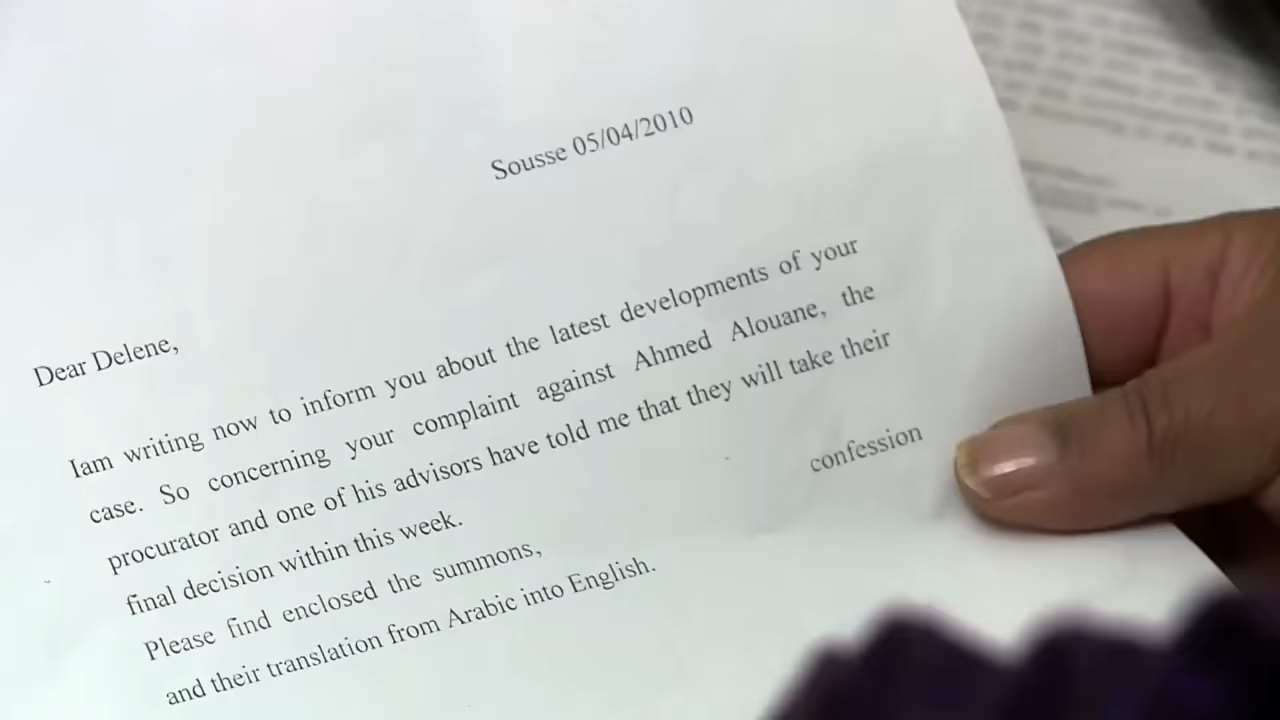 Sousse 05/04/2010
Dear Delene,
Iam writing now to inform you about the latest developments of your
case. So concerning your complaint against Ahmed Alouane, the
procurator and one of his advisors have told me that they will take their
final decision within this week.
Please find enclosed the summons, confession
and their translation from Arabic into English.